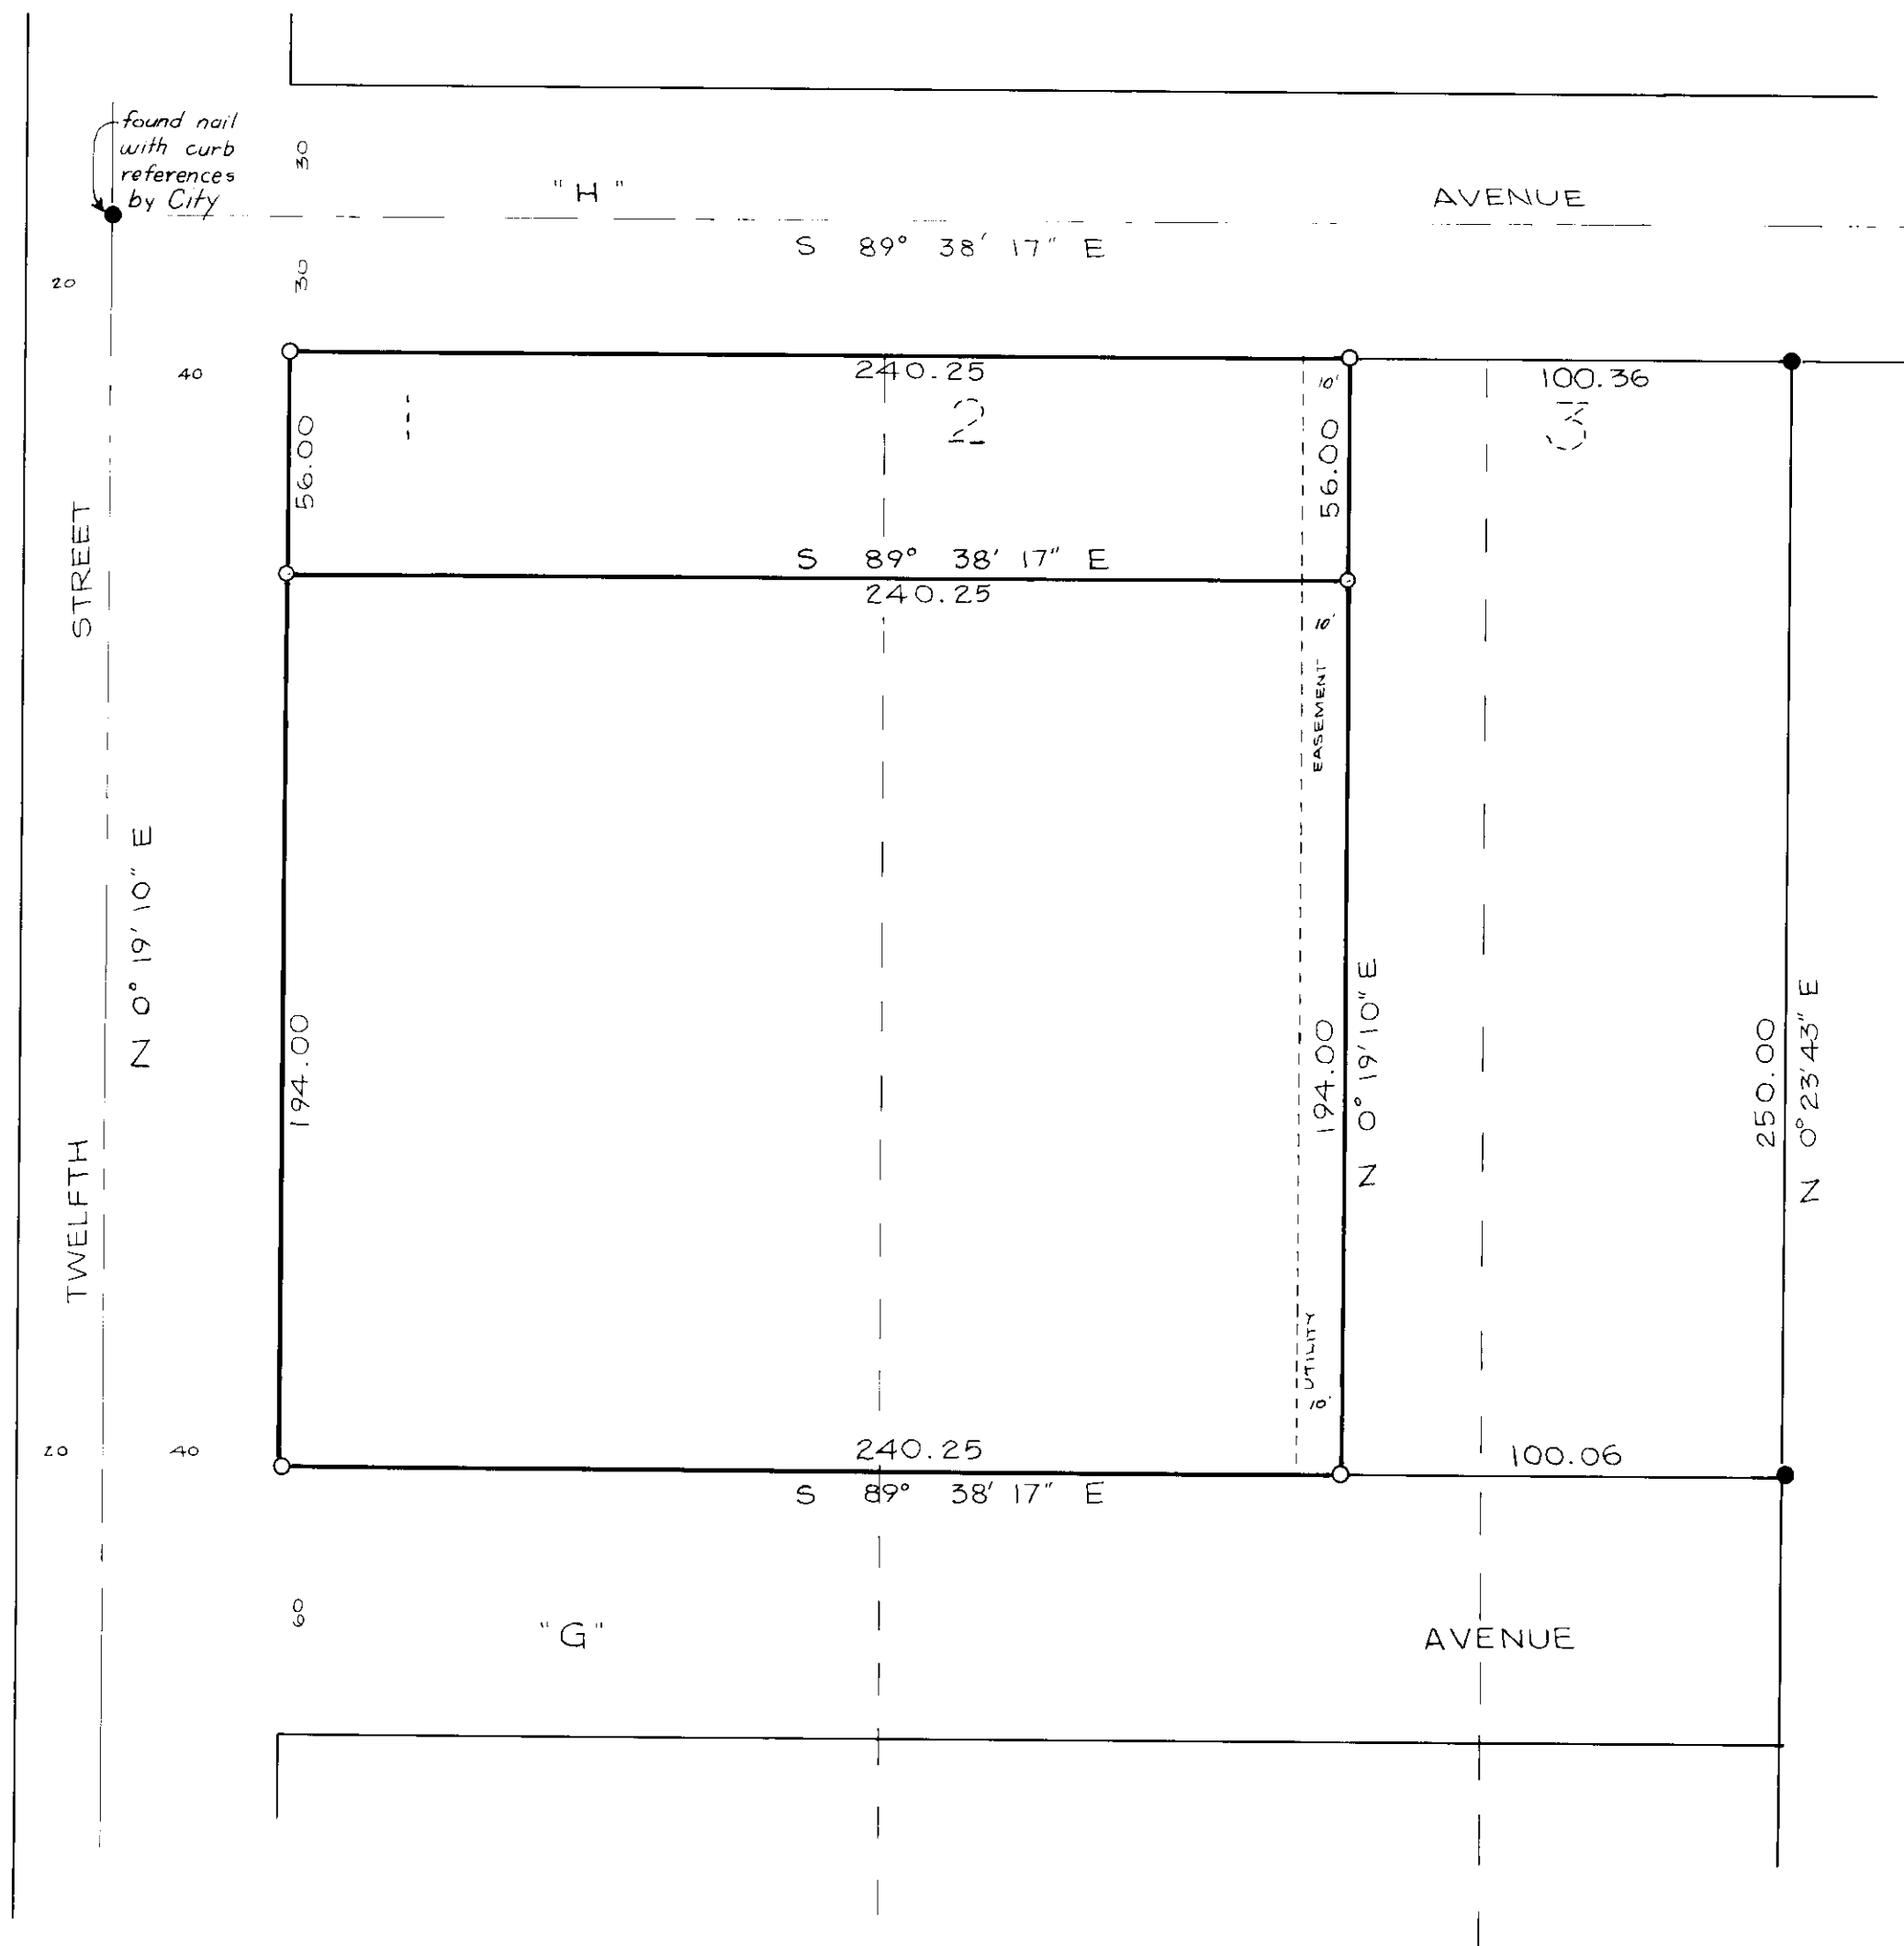 found nail
with curb
references
by City
30
"H"
AVENUE
S 89° 38' 17" E
30
20
40
240.25
10'
100.36
1
2
3
56.00
56.00
S 89° 38' 17" E
240.25
10'
EASEMENT
STREET
N 0° 19' 10" E
194.00
194.00
N 0° 19' 10" E
250.00
N 0° 23' 43" E
TWELFTH
UTILITY
10'
20
40
240.25
100.06
S 89° 38' 17" E
60
"G"
AVENUE